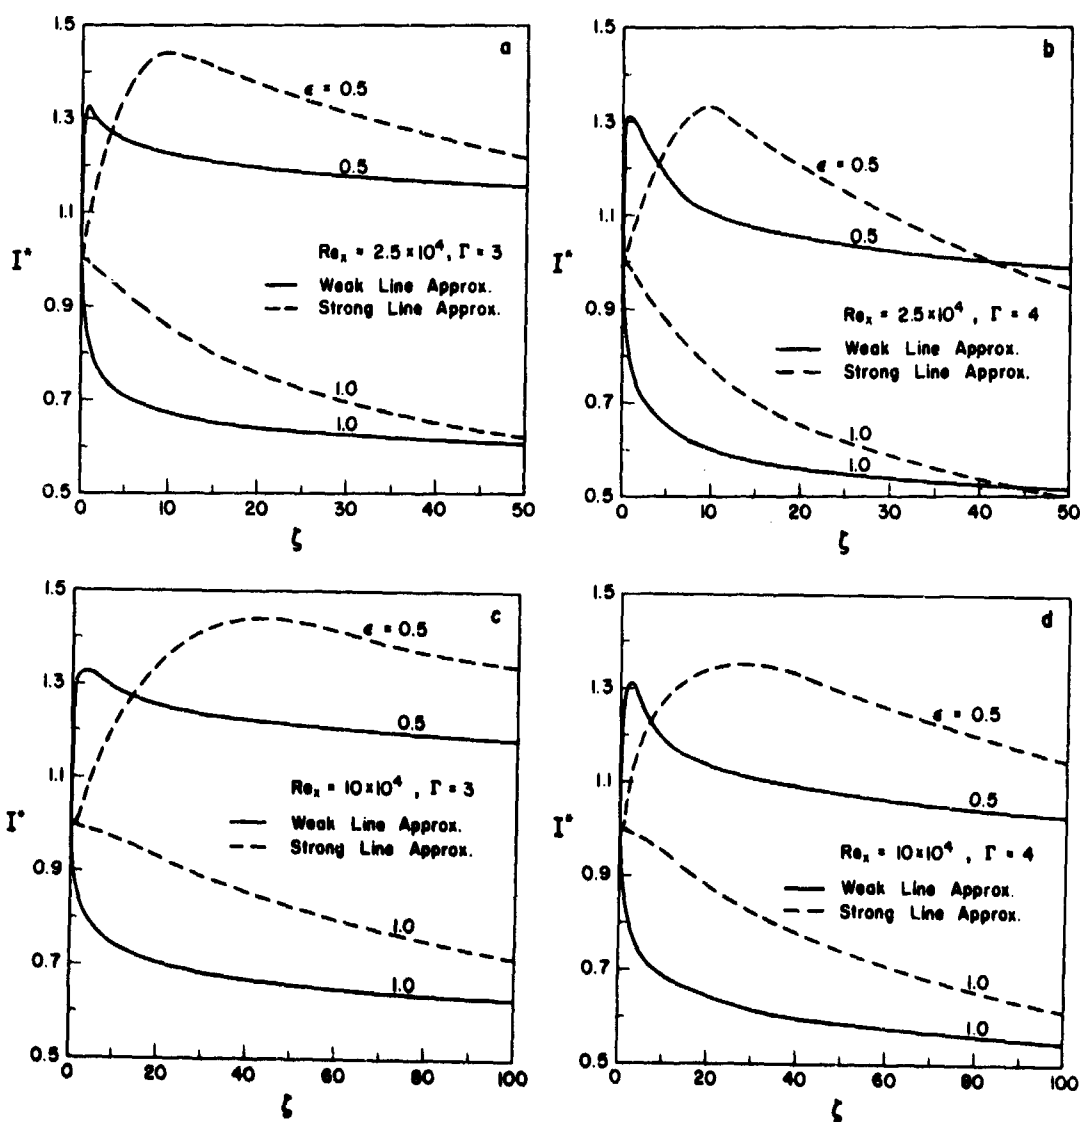 a
1.5
1.3
1.1
0.9
0.7
0.5
I*
ϵ = 0.5
0.5
Re_x = 2.5 x 10^4, Γ = 3
Weak Line Approx.
Strong Line Approx.
1.0
1.0
0 10 20 30 40 50
ζ
b
1.5
1.3
1.1
0.9
0.7
0.5
I*
ϵ = 0.5
0.5
Re_x = 2.5 x 10^4, Γ = 4
Weak Line Approx.
Strong Line Approx.
1.0
1.0
0 10 20 30 40 50
ζ
c
1.5
1.3
1.1
0.9
0.7
0.5
I*
ϵ = 0.5
0.5
Re_x = 10 x 10^4, Γ = 3
Weak Line Approx.
Strong Line Approx.
1.0
1.0
0 20 40 60 80 100
ζ
d
1.5
1.3
1.1
0.9
0.7
0.5
I*
ϵ = 0.5
0.5
Re_x = 10 x 10^4, Γ = 4
Weak Line Approx.
Strong Line Approx.
1.0
1.0
0 20 40 60 80 100
ζ